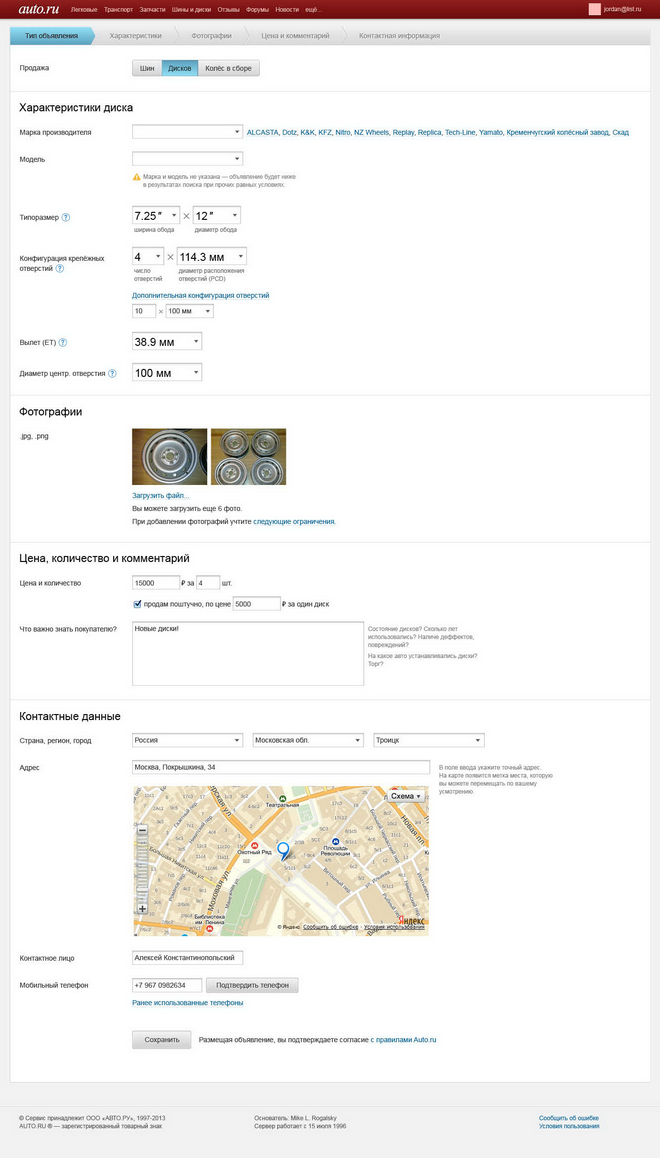 auto.ru Легковые Транспорт Запчасти Шины и диски Отзывы Форумы Новости ещё... jordan@list.ru
Тип объявления Характеристики Фотографии Цена и комментарий Контактная информация
Продажа Шин Дисков Колёс в сборе
Характеристики диска
Марка производителя ALCASTA, Dotz, K&K, KFZ, Nitro, NZ Wheels, Replay, Replica, Tech-Line, Yamato, Кременчугский колёсный завод, Скад
Модель
Марка и модель не указана — объявление будет ниже
в результатах поиска при прочих равных условиях.
Типоразмер ? 7.25" × 12"
ширина обода диаметр обода
Конфигурация крепёжных
отверстий ? 4 × 114.3 мм
число диаметр расположения
отверстий отверстий (PCD)
Дополнительная конфигурация отверстий
10 × 100 мм
Вылет (ET) ? 38.9 мм
Диаметр центр. отверстия ? 100 мм
Фотографии
.jpg, .png
Загрузить файл...
Вы можете загрузить еще 6 фото.
При добавлении фотографий учтите следующие ограничения.
Цена, количество и комментарий
Цена и количество 15000 ₽ за 4 шт.
продам поштучно, по цене 5000 ₽ за один диск
Что важно знать покупателю? Новые диски!
Состояние дисков? Сколько лет
использовались? Наличе деффектов,
повреждений?
На какое авто устанавливались диски?
Торг?
Контактные данные
Страна, регион, город Россия Московская обл. Троицк
Адрес Москва, Покрышкина, 34
В поле ввода укажите точный адрес.
На карте появится метка места, которую
вы можете перемещать по вашему
усмотрению.
Схема
Театральная
Охотный Ряд
Площадь
Революции
Моховая ул.
Библиотека
им. Ленина
Яндекс
© Яндекс Сообщить об ошибке · Условия использования
Контактное лицо Алексей Константинопольский
Мобильный телефон +7 967 0982634 Подтвердить телефон
Ранее использованные телефоны
Сохранить Размещая объявление, вы подтверждаете согласие с правилами Auto.ru
© Сервис принадлежит ООО «АВТО.РУ», 1997-2013 Основатель: Mike L. Rogalsky Сообщить об ошибке
AUTO.RU ® — зарегистрированный товарный знак Сервер работает с 15 июля 1996 Условия пользования